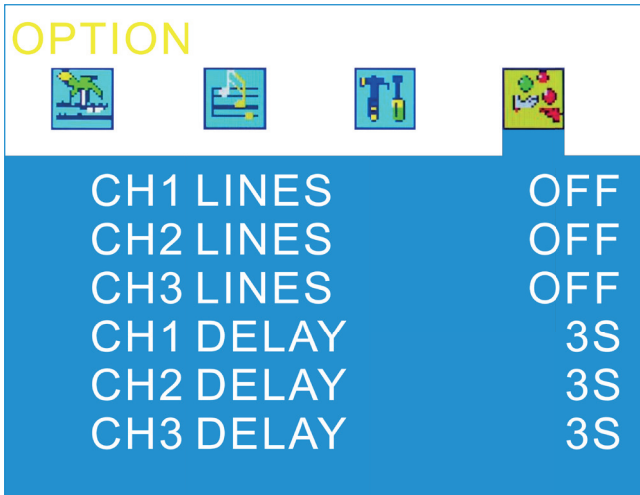 OPTION
CH1 LINES OFF
CH2 LINES OFF
CH3 LINES OFF
CH1 DELAY 3S
CH2 DELAY 3S
CH3 DELAY 3S